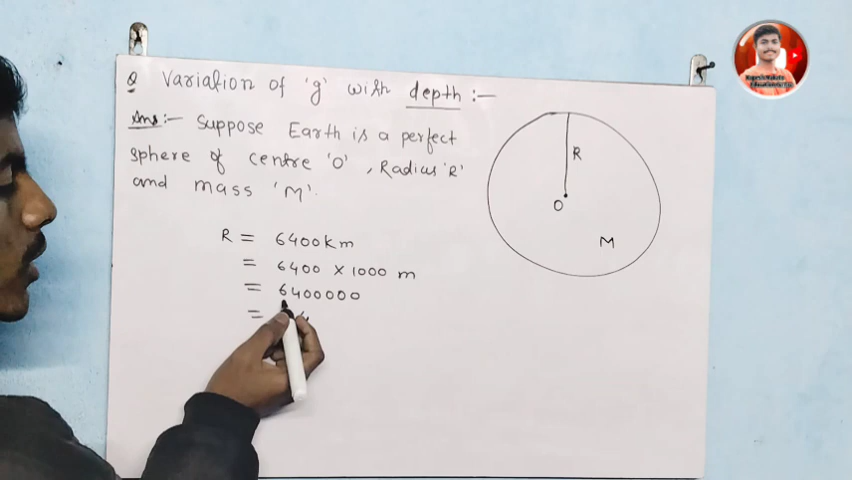 Q Variation of 'g' with depth :-
Ans :- Suppose Earth is a perfect
sphere of centre 'O' , Radius 'R'
and mass 'M'.
R = 6400Km
= 6400 × 1000 m
= 6400000
=
R
O
M